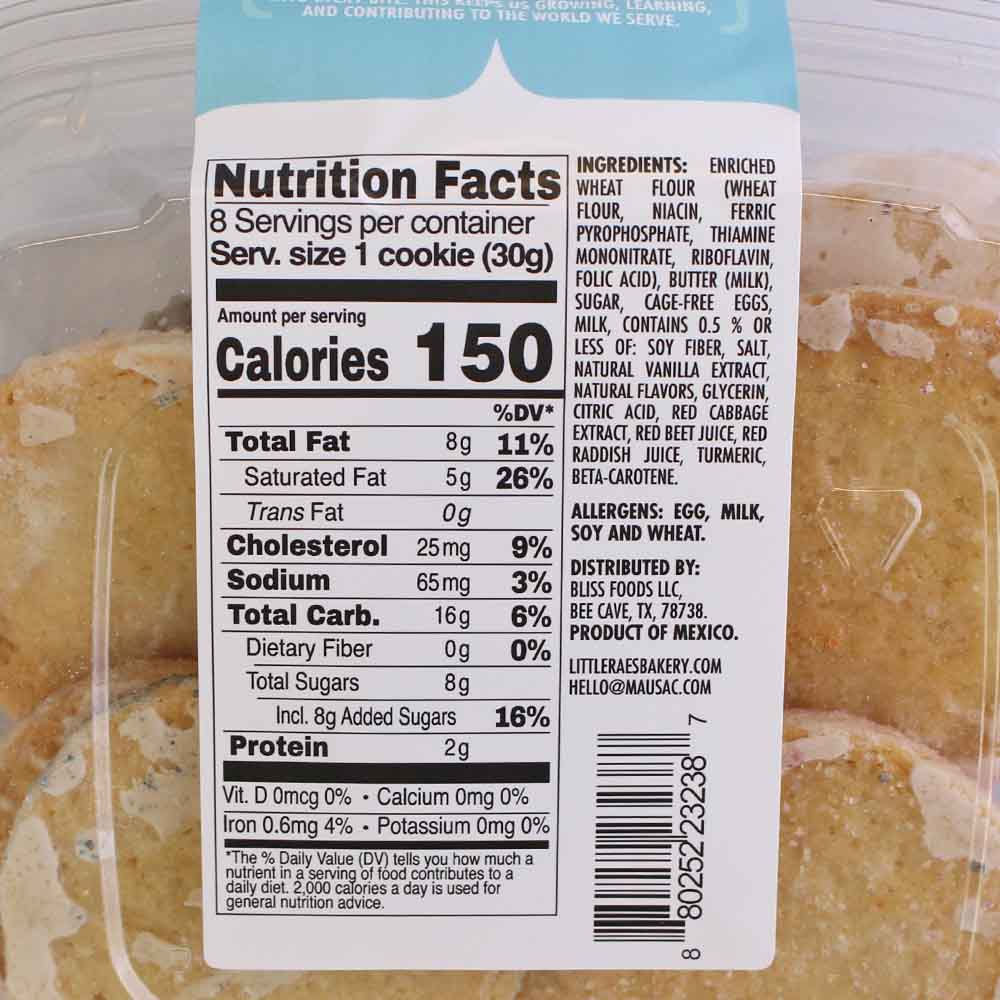 THIS KEEPS US GROWING, LEARNING,
AND CONTRIBUTING TO THE WORLD WE SERVE.
Nutrition Facts
8 Servings per container
Serv. size 1 cookie (30g)
Amount per serving
Calories 150
%DV*
Total Fat 8g 11%
Saturated Fat 5g 26%
Trans Fat 0g
Cholesterol 25mg 9%
Sodium 65mg 3%
Total Carb. 16g 6%
Dietary Fiber 0g 0%
Total Sugars 8g
Incl. 8g Added Sugars 16%
Protein 2g
Vit. D 0mcg 0% • Calcium 0mg 0%
Iron 0.6mg 4% • Potassium 0mg 0%
*The % Daily Value (DV) tells you how much a
nutrient in a serving of food contributes to a
daily diet. 2,000 calories a day is used for
general nutrition advice.
INGREDIENTS: ENRICHED
WHEAT FLOUR (WHEAT
FLOUR, NIACIN, FERRIC
PYROPHOSPHATE, THIAMINE
MONONITRATE, RIBOFLAVIN,
FOLIC ACID), BUTTER (MILK),
SUGAR, CAGE-FREE EGGS,
MILK, CONTAINS 0.5 % OR
LESS OF: SOY FIBER, SALT,
NATURAL VANILLA EXTRACT,
NATURAL FLAVORS, GLYCERIN,
CITRIC ACID, RED CABBAGE
EXTRACT, RED BEET JUICE, RED
RADDISH JUICE, TURMERIC,
BETA-CAROTENE.
ALLERGENS: EGG, MILK,
SOY AND WHEAT.
DISTRIBUTED BY:
BLISS FOODS LLC,
BEE CAVE, TX, 78738.
PRODUCT OF MEXICO.
LITTLERAESBAKERY.COM
HELLO@MAUSAC.COM
8 80252 23238 7